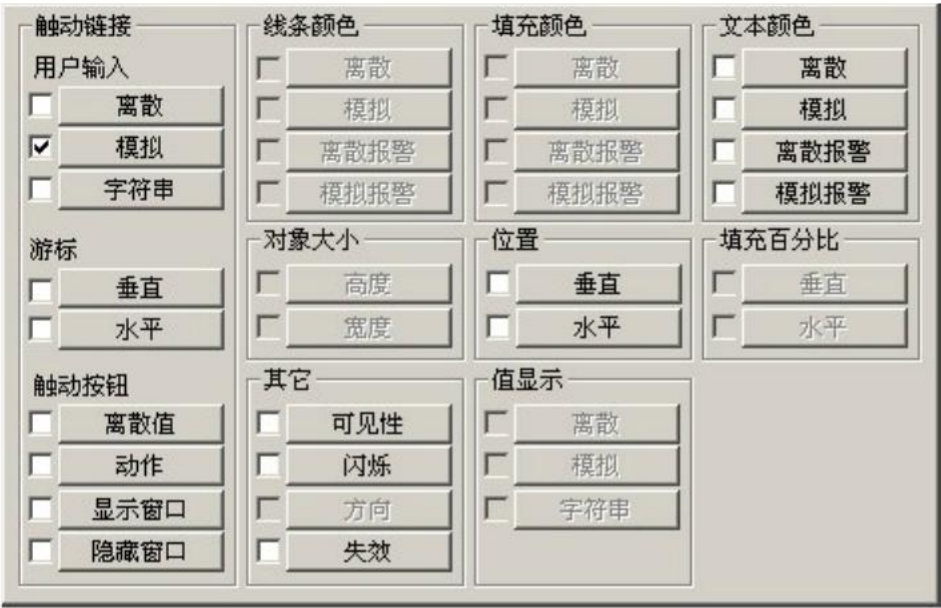 触动链接
用户输入
离散
模拟
字符串
游标
垂直
水平
触动按钮
离散值
动作
显示窗口
隐藏窗口
线条颜色
离散
模拟
离散报警
模拟报警
对象大小
高度
宽度
其它
可见性
闪烁
方向
失效
填充颜色
离散
模拟
离散报警
模拟报警
位置
垂直
水平
值显示
离散
模拟
字符串
文本颜色
离散
模拟
离散报警
模拟报警
填充百分比
垂直
水平